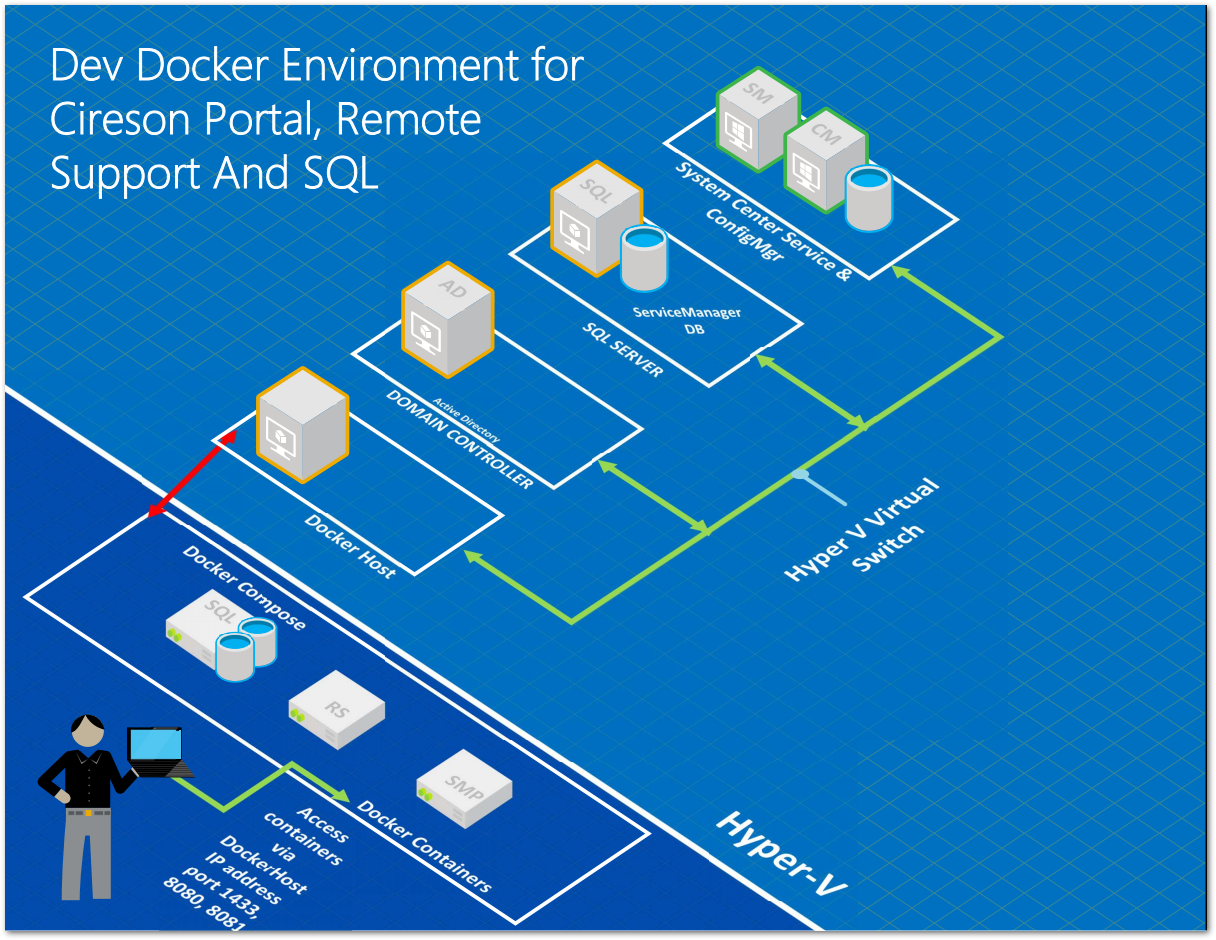 Dev Docker Environment for
Cireson Portal, Remote
Support And SQL
SM
CM
System Center Service &
ConfigMgr
SQL
ServiceManager
DB
SQL SERVER
AD
Active Directory
DOMAIN CONTROLLER
Docker Host
Hyper V Virtual
Switch
Docker Compose
SQL
RS
SMP
Docker Containers
Access
containers
via
DockerHost
IP address
port 1433,
8080, 8081
Hyper-V